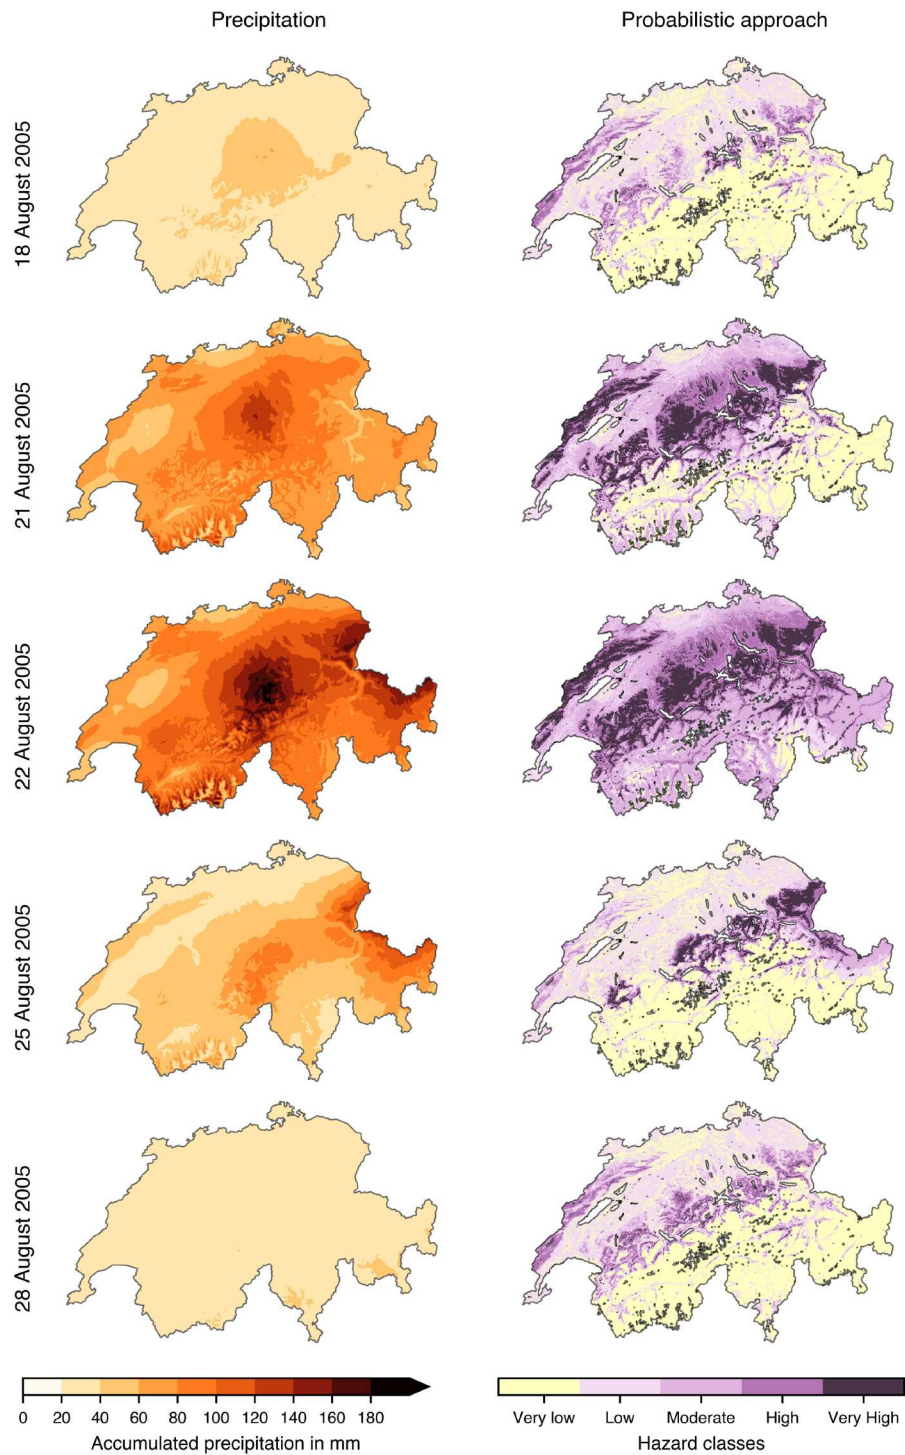 Precipitation
Probabilistic approach
18 August 2005
21 August 2005
22 August 2005
25 August 2005
28 August 2005
0 20 40 60 80 100 120 140 160 180
Accumulated precipitation in mm
Very low Low Moderate High Very High
Hazard classes